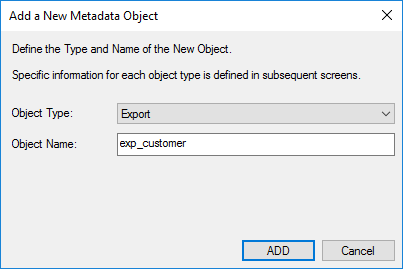 Add a New Metadata Object
Define the Type and Name of the New Object.
Specific information for each object type is defined in subsequent screens.
Object Type: Export
Object Name: exp_customer
ADD Cancel